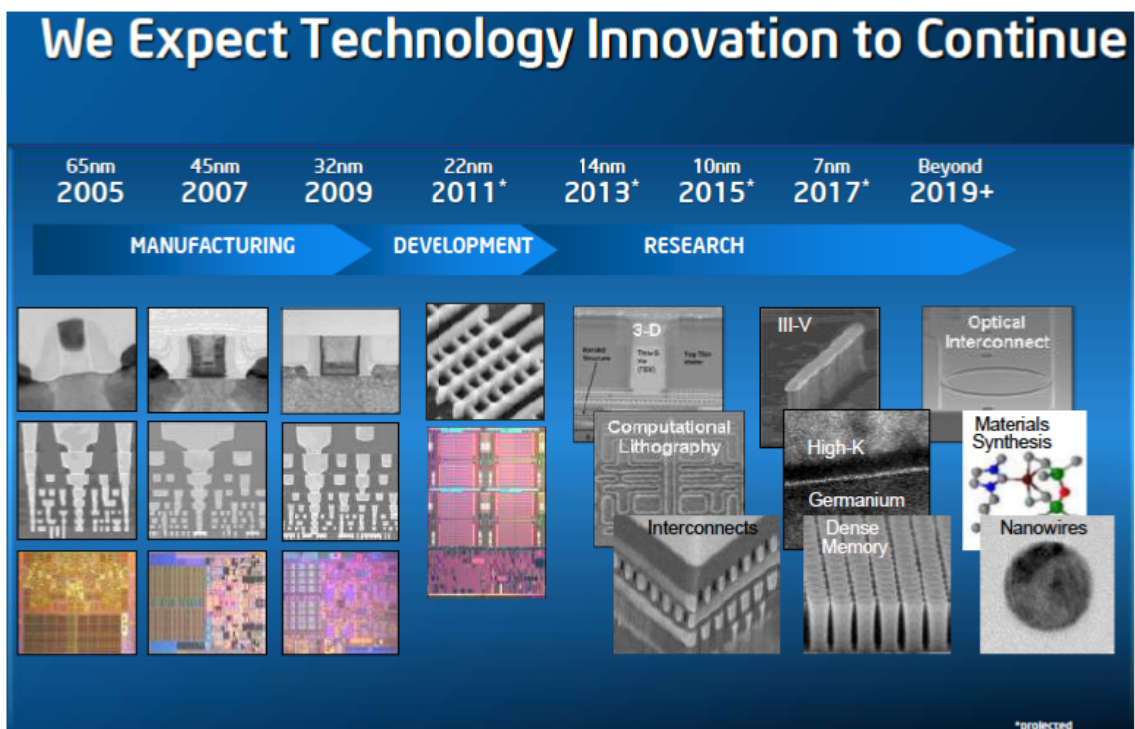 We Expect Technology Innovation to Continue
65nm 45nm 32nm 22nm 14nm 10nm 7nm Beyond
2005 2007 2009 2011* 2013* 2015* 2017* 2019+
MANUFACTURING DEVELOPMENT RESEARCH
3-D
III-V
Optical
Interconnect
Computational
Lithography
High-K
Germanium
Materials
Synthesis
Interconnects
Dense
Memory
Nanowires
*projected